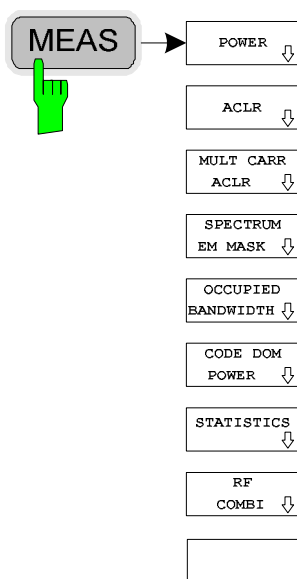 MEAS
POWER
ACLR
MULT CARR
ACLR
SPECTRUM
EM MASK
OCCUPIED
BANDWIDTH
CODE DOM
POWER
STATISTICS
RF
COMBI